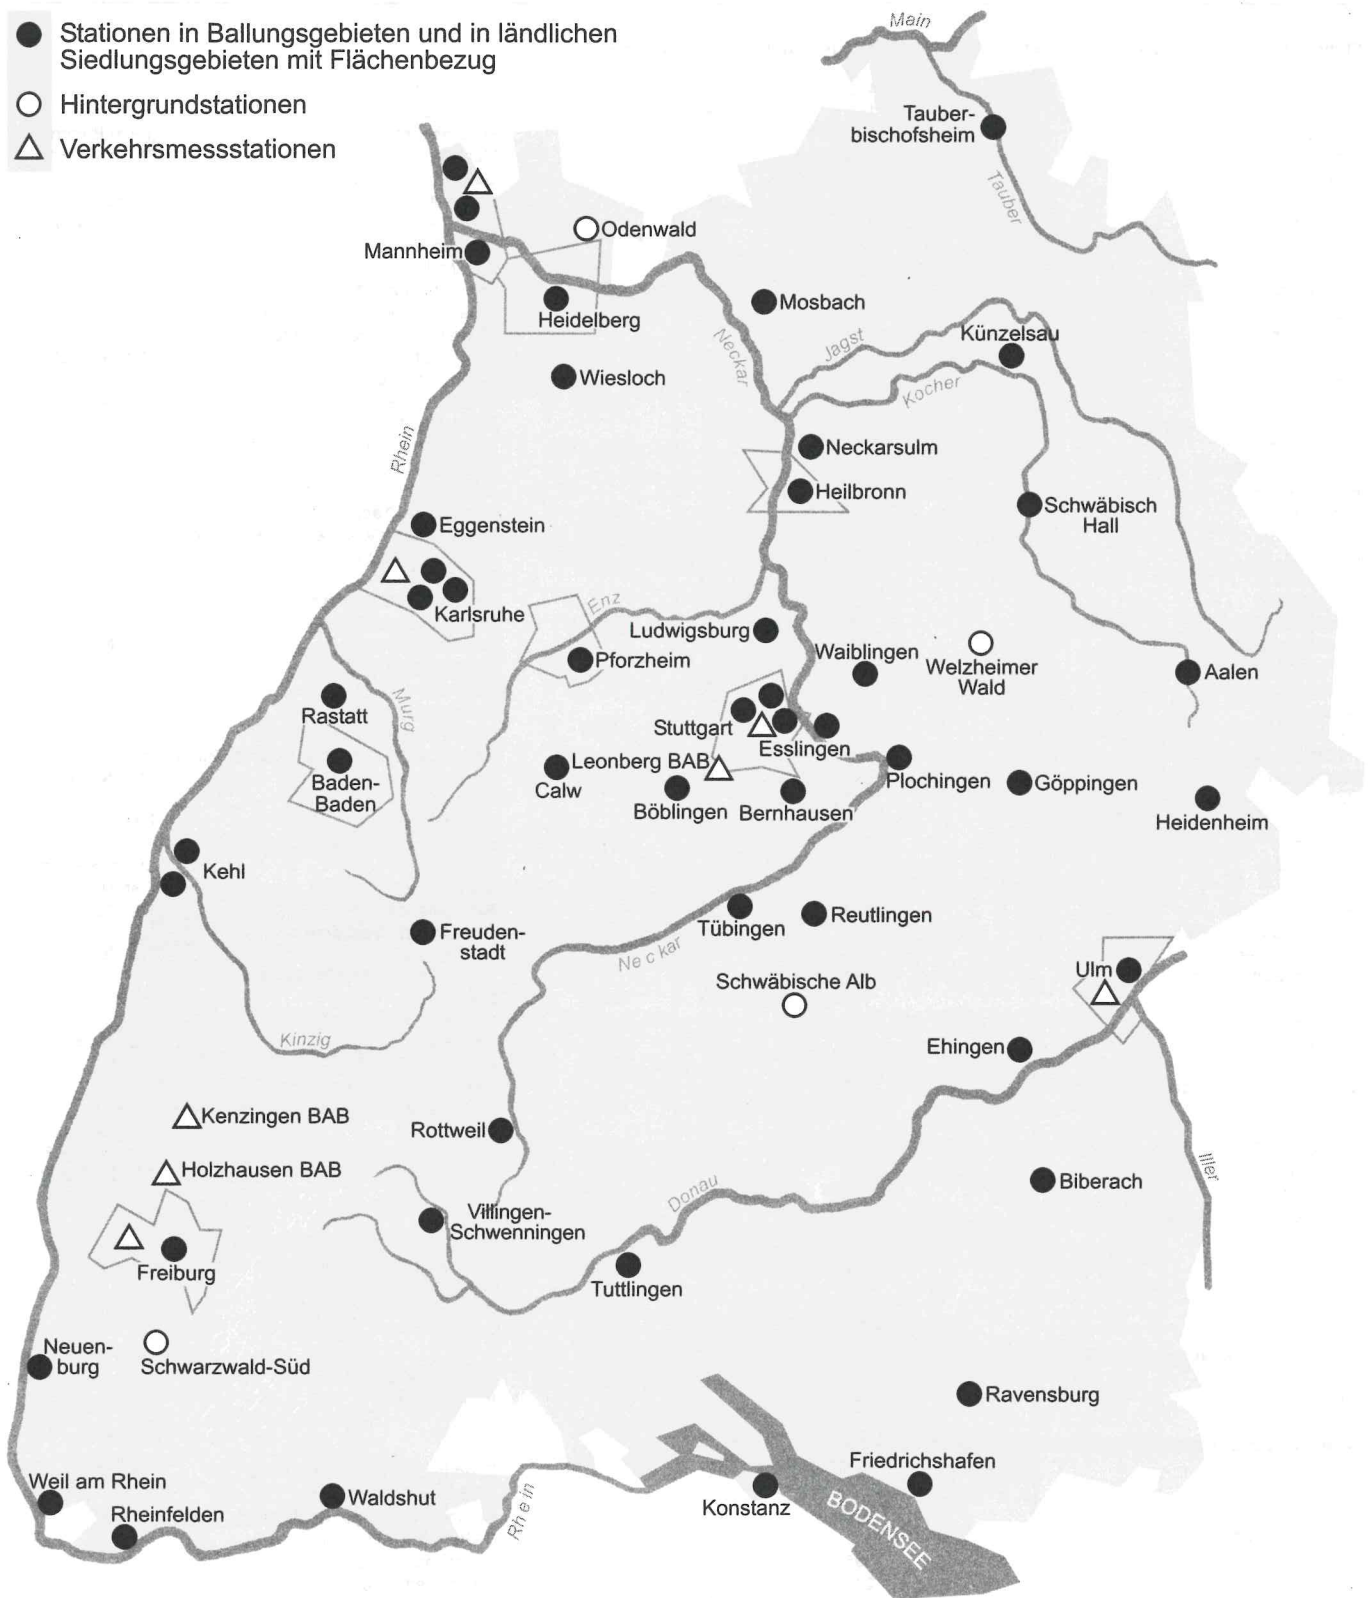 Stationen in Ballungsgebieten und in ländlichen
Siedlungsgebieten mit Flächenbezug
Hintergrundstationen
Verkehrsmessstationen
Main
Tauber-
bischofsheim
Tauber
Odenwald
Mannheim
Heidelberg
Mosbach
Neckar
Jagst
Künzelsau
Kocher
Wiesloch
Rhein
Neckarsulm
Heilbronn
Schwäbisch
Hall
Eggenstein
Karlsruhe
Enz
Ludwigsburg
Pforzheim
Waiblingen
Welzheimer
Wald
Aalen
Rastatt
Murg
Stuttgart
Esslingen
Baden-
Baden
Leonberg BAB
Calw
Böblingen
Bernhausen
Plochingen
Göppingen
Heidenheim
Kehl
Freuden-
stadt
Tübingen
Reutlingen
Neckar
Schwäbische Alb
Ulm
Kinzig
Ehingen
Kenzingen BAB
Rottweil
Holzhausen BAB
Iller
Donau
Biberach
Villingen-
Schwenningen
Freiburg
Tuttlingen
Neuen-
burg
Schwarzwald-Süd
Ravensburg
Friedrichshafen
Weil am Rhein
Waldshut
Rheinfelden
Rhein
Konstanz
BODENSEE